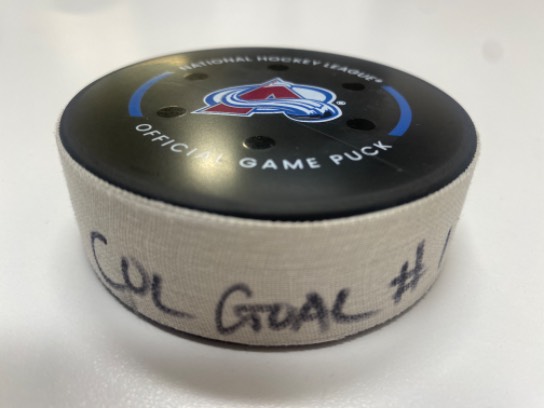 NATIONAL HOCKEY LEAGUE®
®
OFFICIAL GAME PUCK
COL GOAL #